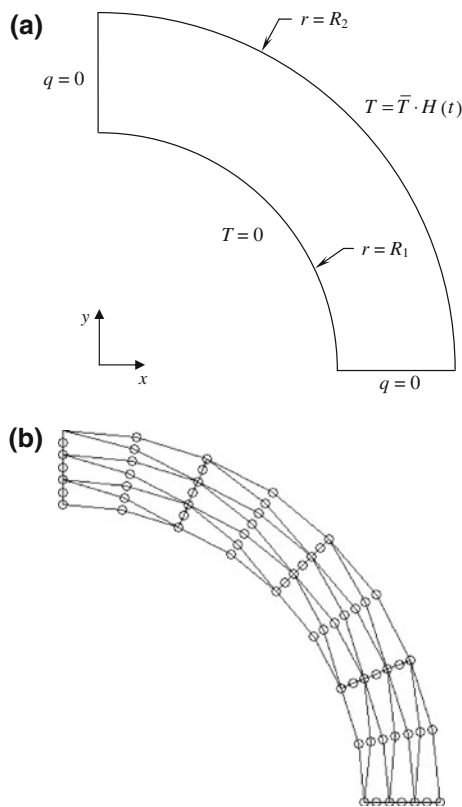 (a)
r = R₂
q = 0
T = T̅ · H(t)
T = 0
r = R₁
y
x
q = 0
(b)